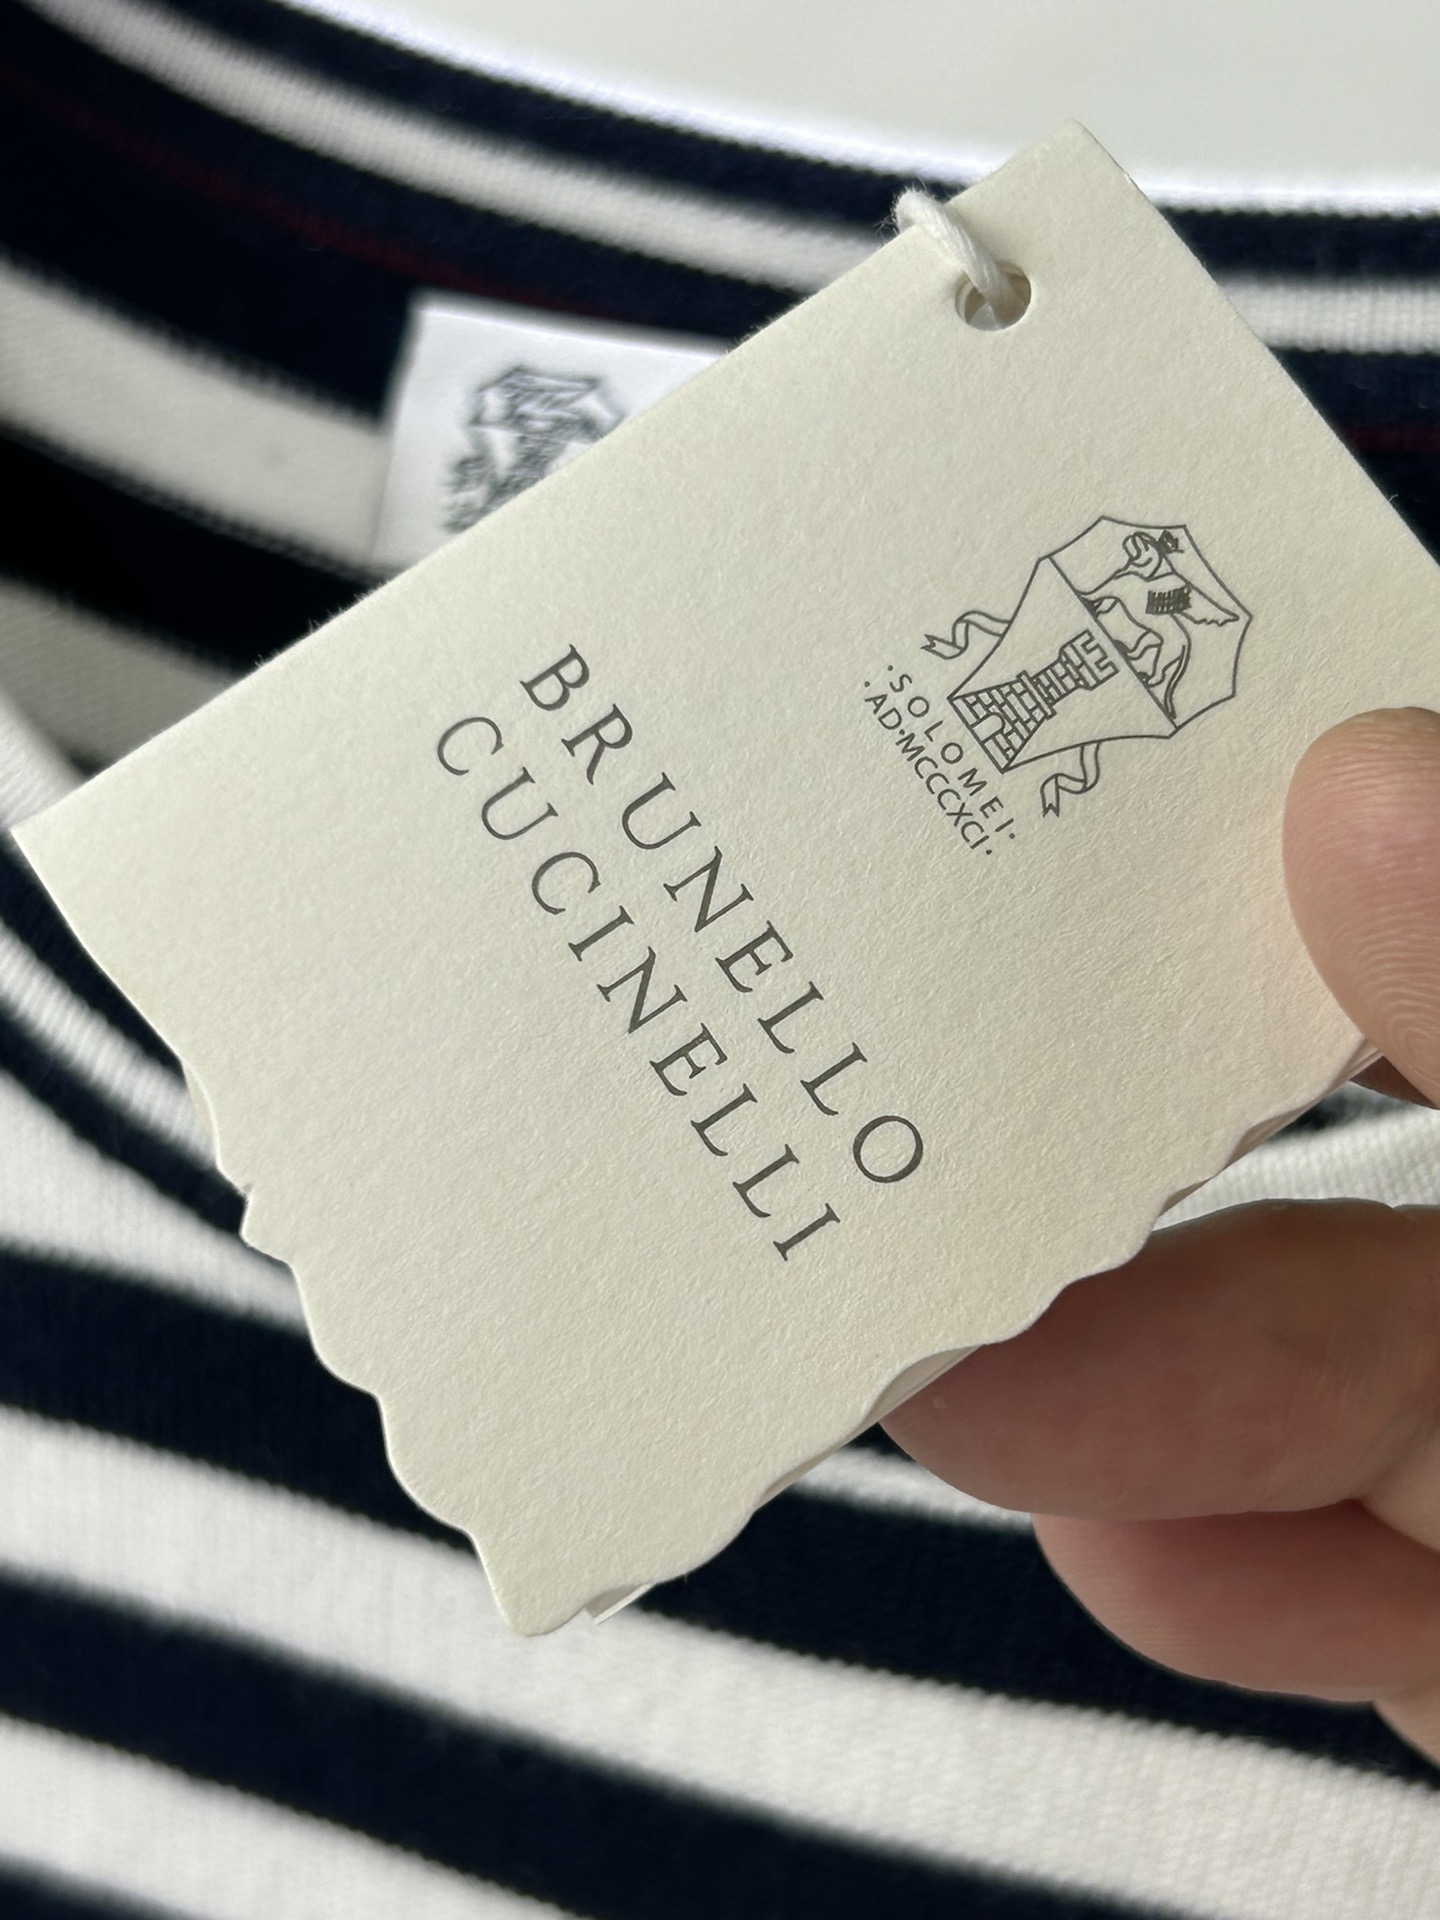 ·SOLOMEI·
·AD·MCCCXCI·
BRUNELLO
CUCINELLI